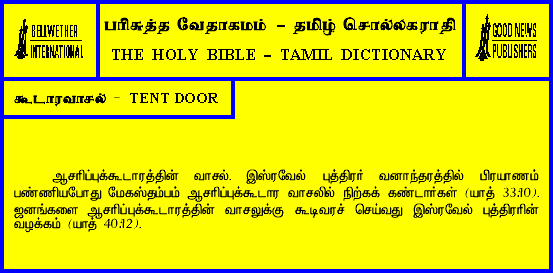 BELLWETHER
INTERNATIONAL
பரிசுத்த வேதாகமம் - தமிழ் சொல்லகராதி
THE HOLY BIBLE - TAMIL DICTIONARY
GOOD NEWS
PUBLISHERS
கூடாரவாசல் - TENT DOOR
ஆசரிப்புக்கூடாரத்தின் வாசல். இஸ்ரவேல் புத்திரர் வனாந்தரத்தில் பிரயாணம்
பண்ணியபோது மேகஸ்தம்பம் ஆசரிப்புக்கூடார வாசலில் நிற்கக் கண்டார்கள் (யாத் 33:10).
ஜனங்களை ஆசரிப்புக்கூடாரத்தின் வாசலுக்கு கூடிவரச் செய்வது இஸ்ரவேல் புத்திரரின்
வழக்கம் (யாத் 40:12).